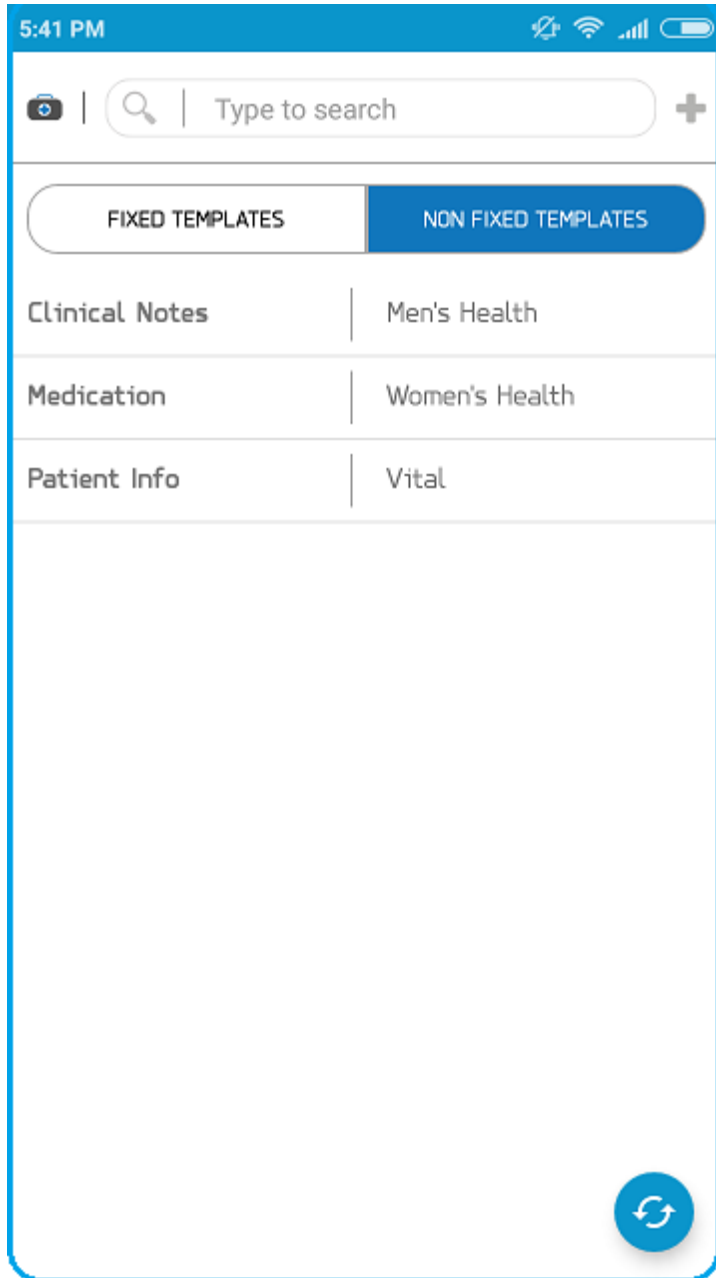 5:41 PM
Type to search
FIXED TEMPLATES NON FIXED TEMPLATES
Clinical Notes Men's Health
Medication Women's Health
Patient Info Vital